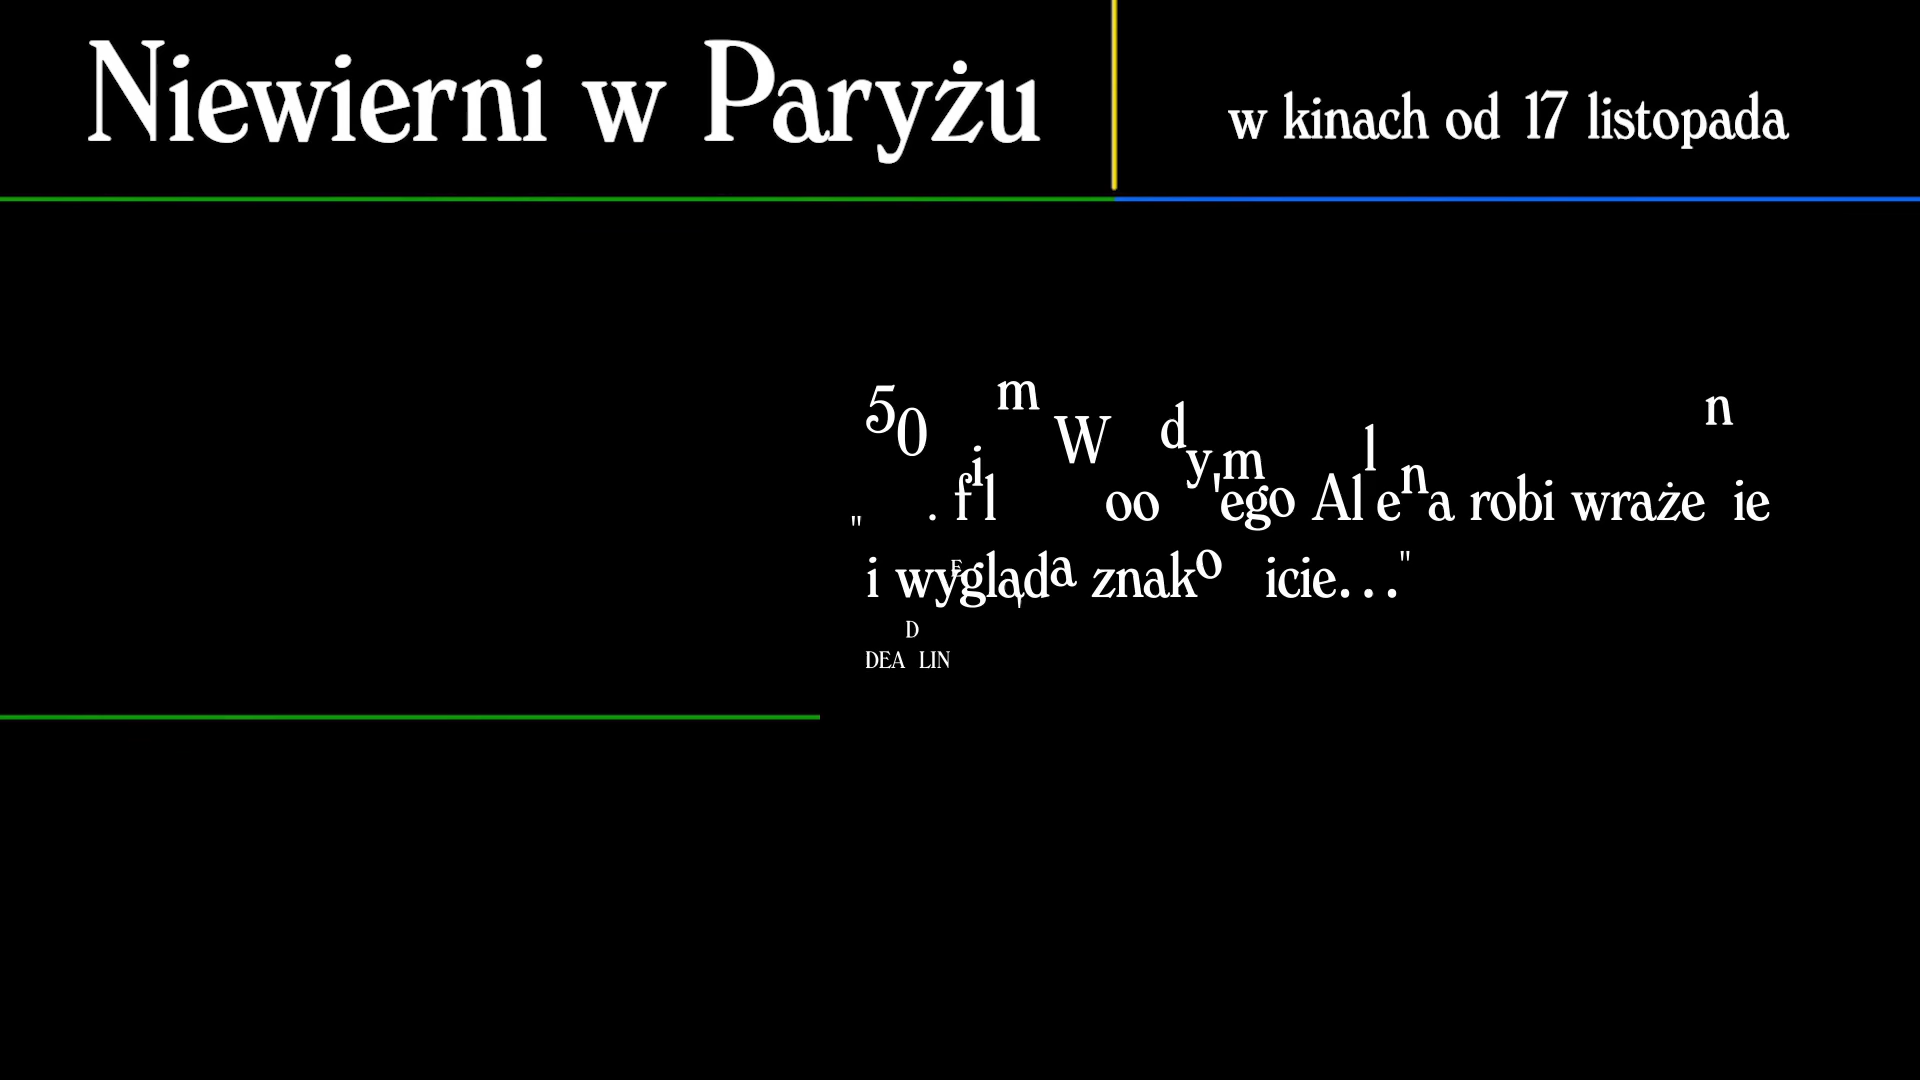 Niewierni w Paryżu
w kinach od 17 listopada
"50. film Woody'ego Allena robi wrażenie
i wygląda znakomicie..."
DEADLINE